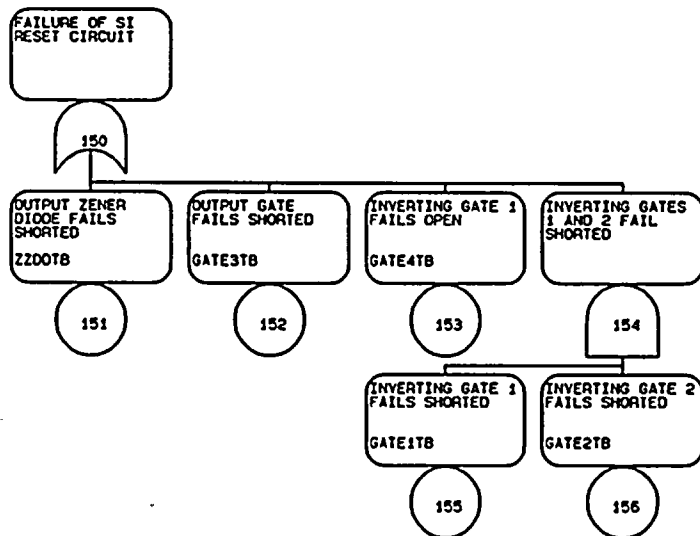 FAILURE OF SI
RESET CIRCUIT
150
OUTPUT ZENER
DIODE FAILS
SHORTED
ZZDOTB
OUTPUT GATE
FAILS SHORTED
GATE3TB
INVERTING GATE 1
FAILS OPEN
GATE4TB
INVERTING GATES
1 AND 2 FAIL
SHORTED
151
152
153
154
INVERTING GATE 1
FAILS SHORTED
GATE1TB
INVERTING GATE 2
FAILS SHORTED
GATE2TB
155
156